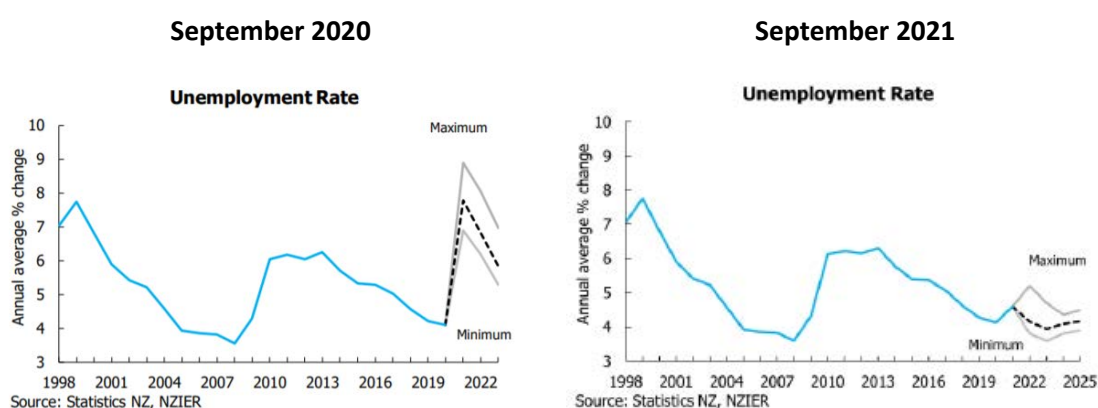 September 2020
Unemployment Rate
Annual average % change
10
9
8
7
6
5
4
3
Maximum
Minimum
1998 2001 2004 2007 2010 2013 2016 2019 2022
Source: Statistics NZ, NZIER
September 2021
Unemployment Rate
Annual average % change
10
9
8
7
6
5
4
3
Maximum
Minimum
1998 2001 2004 2007 2010 2013 2016 2019 2022 2025
Source: Statistics NZ, NZIER